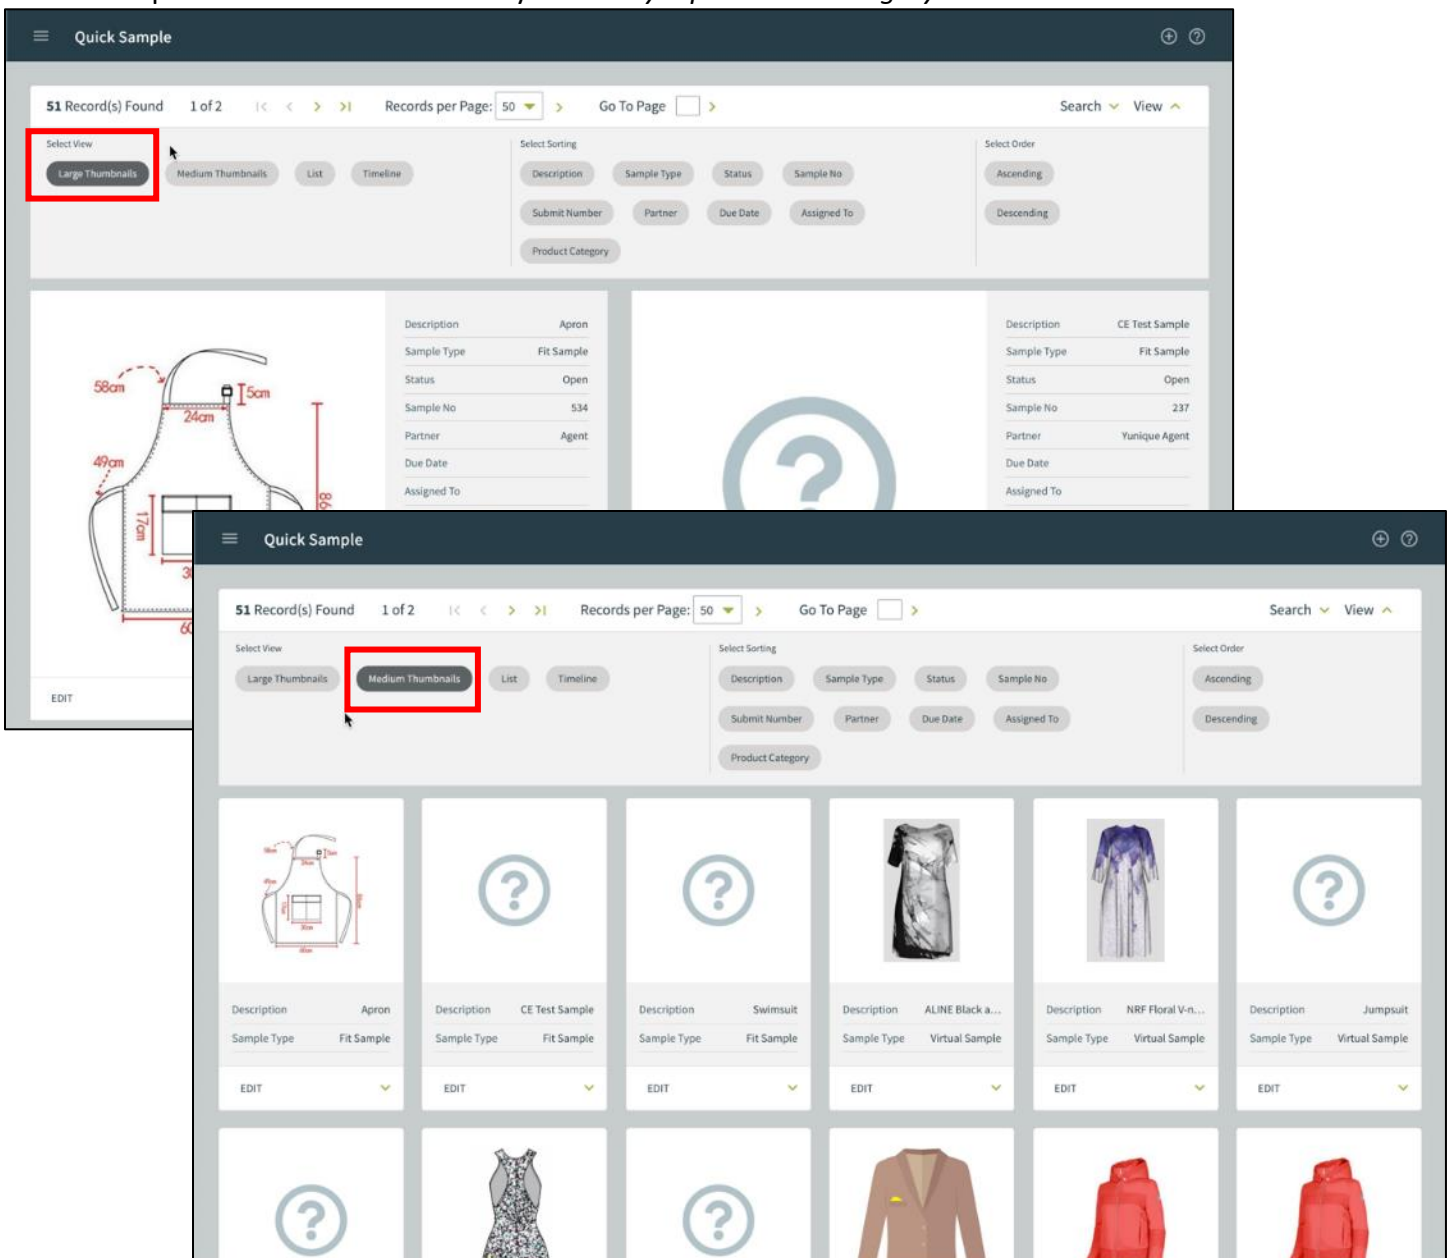 Quick Sample
51 Record(s) Found 1 of 2 Records per Page: 50 Go To Page Search View
Select View Select Sorting Select Order
Large Thumbnails Medium Thumbnails List Timeline Description Sample Type Status Sample No Ascending
Submit Number Partner Due Date Assigned To Descending
Product Category
Description Apron
Sample Type Fit Sample
Status Open
Sample No 534
Partner Agent
Due Date
Assigned To
58cm
5cm
24cm
49cm
86
17cm
EDIT
Description CE Test Sample
Sample Type Fit Sample
Status Open
Sample No 237
Partner Yunique Agent
Due Date
Assigned To
Quick Sample
51 Record(s) Found 1 of 2 Records per Page: 50 Go To Page Search View
Select View Select Sorting Select Order
Large Thumbnails Medium Thumbnails List Timeline Description Sample Type Status Sample No Ascending
Submit Number Partner Due Date Assigned To Descending
Product Category
Description Apron Description CE Test Sample Description Swimsuit Description ALINE Black a... Description NRF Floral V-n... Description Jumpsuit
Sample Type Fit Sample Sample Type Fit Sample Sample Type Fit Sample Sample Type Virtual Sample Sample Type Virtual Sample Sample Type Virtual Sample
EDIT EDIT EDIT EDIT EDIT EDIT